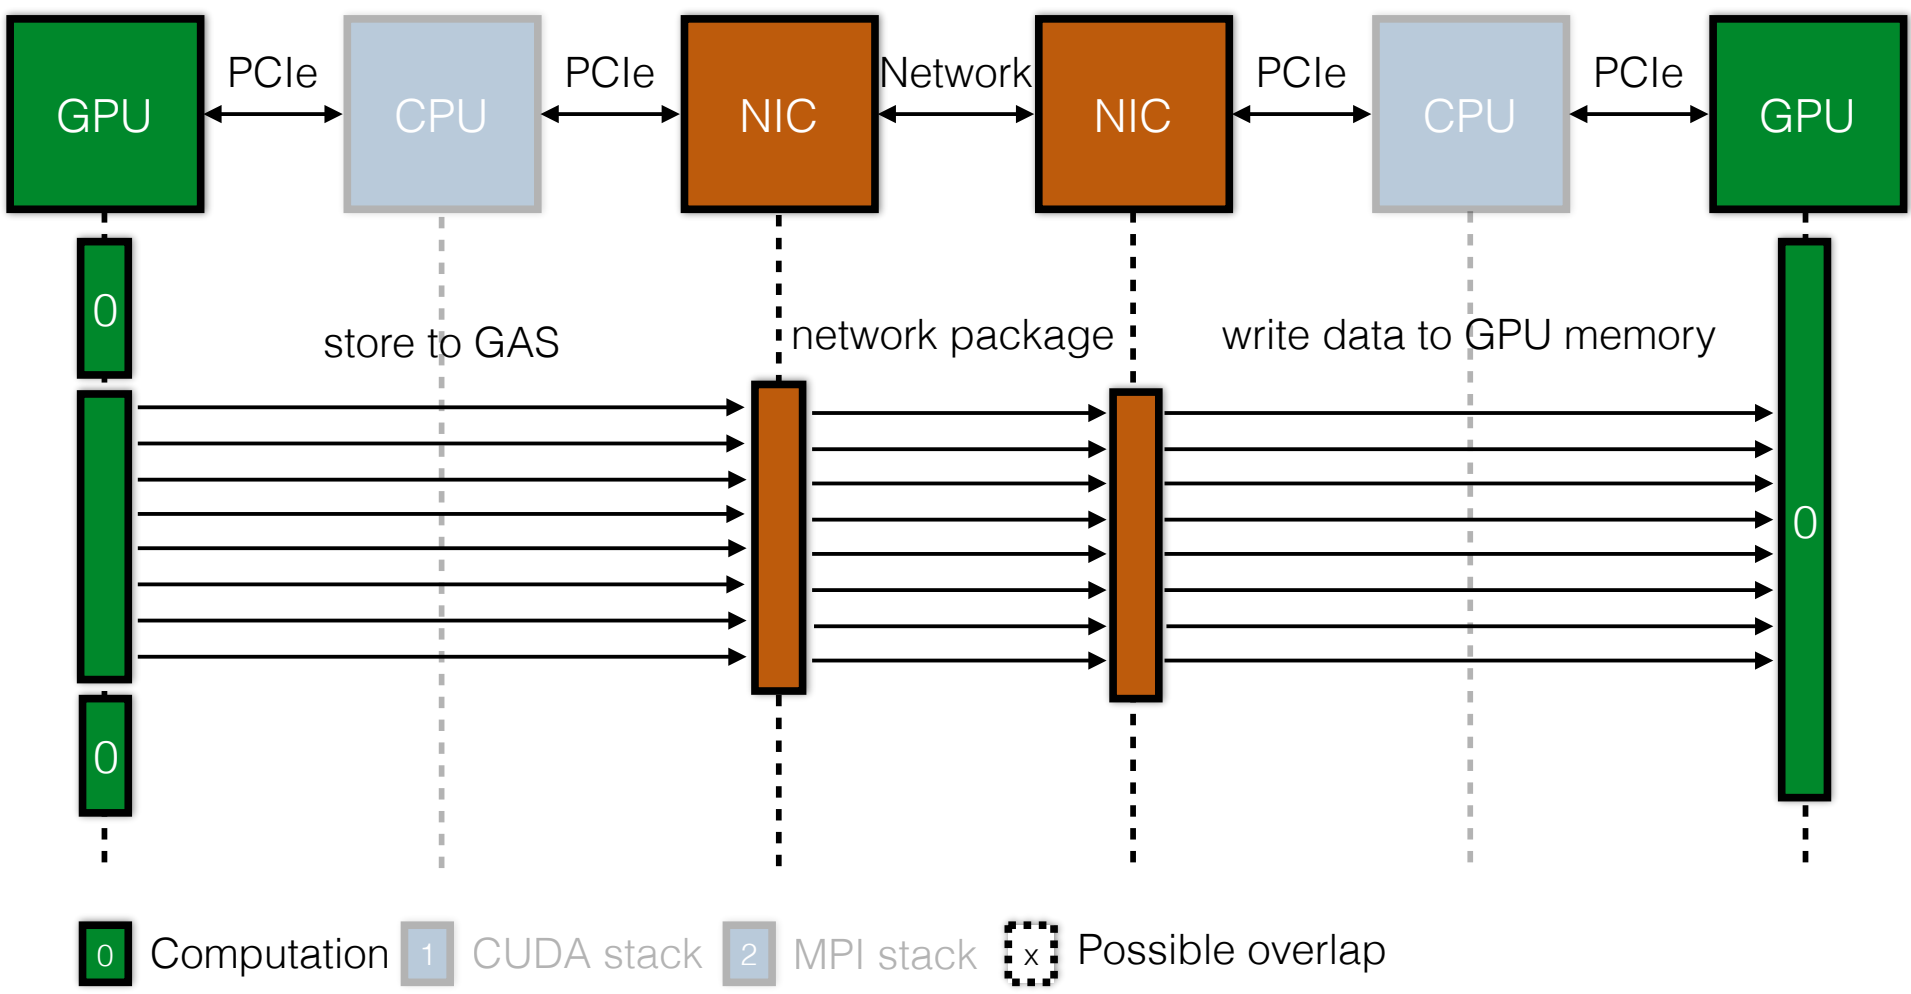 PCIe PCIe Network PCIe PCIe
GPU CPU NIC NIC CPU GPU
0
store to GAS network package write data to GPU memory
0
0
0 Computation 1 CUDA stack 2 MPI stack x Possible overlap